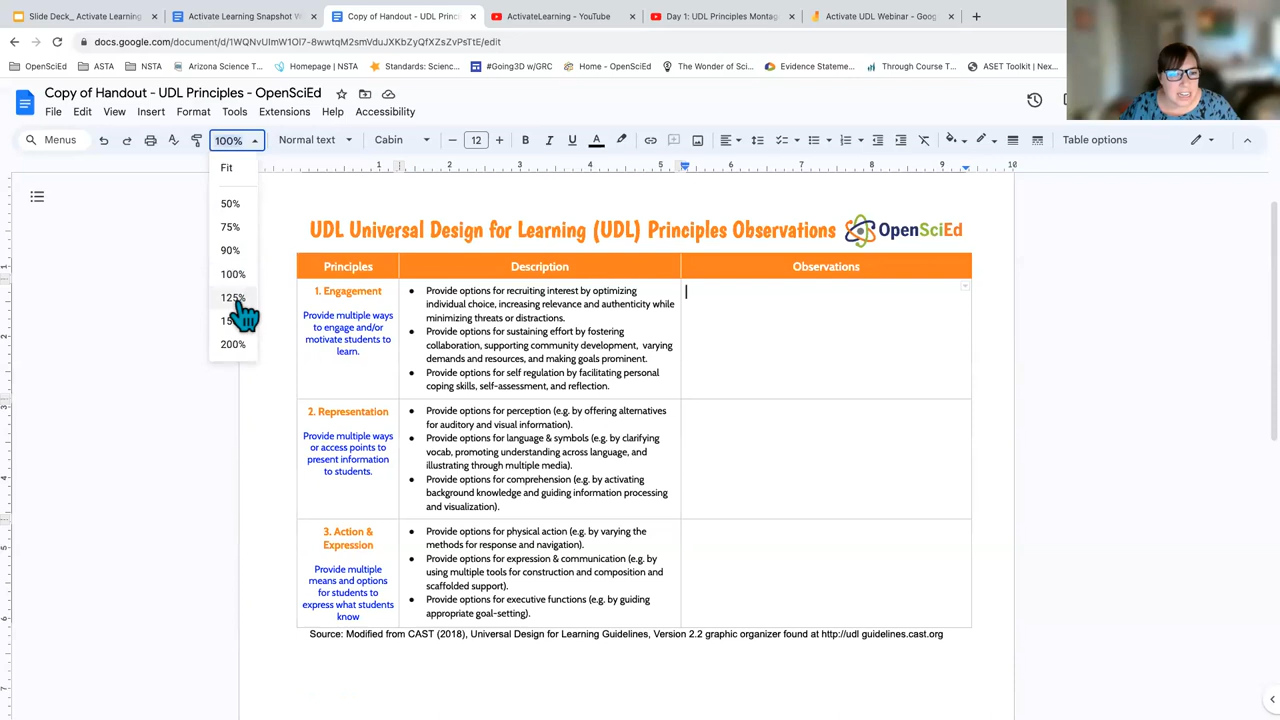 Slide Deck_ Activate Learning
Activate Learning Snapshot W
Copy of Handout - UDL Princi
ActivateLearning - YouTube
Day 1: UDL Principles Montag
Activate UDL Webinar - Goog
docs.google.com/document/d/1WQNvUImW1Ol7-8wwtqM2smVduJXKbZyQfXZsZvPsTtE/edit
OpenSciEd
ASTA
NSTA
Arizona Science T...
Homepage | NSTA
Standards: Scienc...
#Going3D w/GRC
Home - OpenSciEd
The Wonder of Sci...
Evidence Stateme...
Through Course T...
ASET Toolkit | Nex...
Copy of Handout - UDL Principles - OpenSciEd
File Edit View Insert Format Tools Extensions Help Accessibility
Menus 100% Normal text Cabin 12 Table options
Fit
50%
75%
90%
100%
125%
200%
1 2 3 4 5 6 7 8 9 10
UDL Universal Design for Learning (UDL) Principles Observations
OpenSciEd
Principles Description Observations
1. Engagement
Provide multiple ways
to engage and/or
motivate students to
learn.
● Provide options for recruiting interest by optimizing
individual choice, increasing relevance and authenticity while
minimizing threats or distractions.
● Provide options for sustaining effort by fostering
collaboration, supporting community development, varying
demands and resources, and making goals prominent.
● Provide options for self regulation by facilitating personal
coping skills, self-assessment, and reflection.
2. Representation
Provide multiple ways
or access points to
present information
to students.
● Provide options for perception (e.g. by offering alternatives
for auditory and visual information).
● Provide options for language & symbols (e.g. by clarifying
vocab, promoting understanding across language, and
illustrating through multiple media).
● Provide options for comprehension (e.g. by activating
background knowledge and guiding information processing
and visualization).
3. Action &
Expression
Provide multiple
means and options
for students to
express what students
know
● Provide options for physical action (e.g. by varying the
methods for response and navigation).
● Provide options for expression & communication (e.g. by
using multiple tools for construction and composition and
scaffolded support).
● Provide options for executive functions (e.g. by guiding
appropriate goal-setting).
Source: Modified from CAST (2018), Universal Design for Learning Guidelines, Version 2.2 graphic organizer found at http://udl guidelines.cast.org